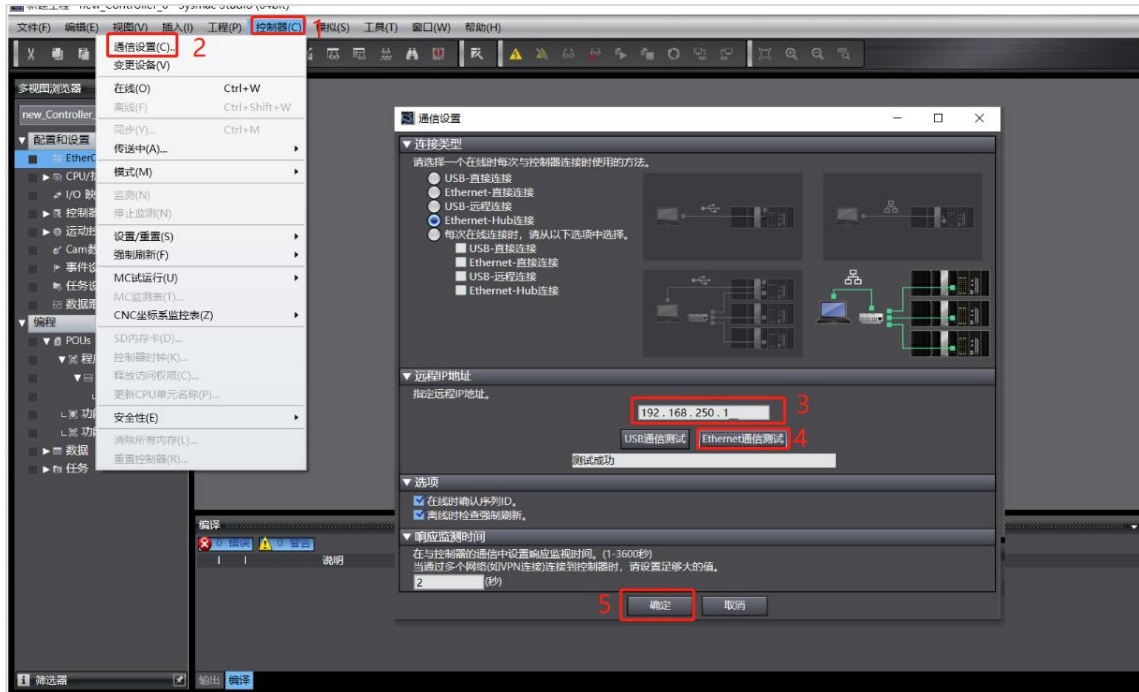 新建工程 - new_Controller_0 - Sysmac Studio (64bit)
文件(F) 编辑(E) 视图(V) 插入(I) 工程(P) 控制器(C) 模拟(S) 工具(T) 窗口(W) 帮助(H)
1
通信设置(C)...
2
变更设备(V)
在线(O) Ctrl+W
离线(F) Ctrl+Shift+W
同步(Y)... Ctrl+M
传送中(A)...
模式(M)
监测(N)
停止监测(N)
设置/重置(S)
强制刷新(F)
MC试运行(U)
MC监测表(T)...
CNC坐标系监控表(Z)
SD内存卡(D)...
控制器时钟(K)...
释放访问权限(C)...
更新CPU单元名称(P)...
安全性(E)
清除所有内存(L)...
重置控制器(R)...
多视图浏览器
new_Controller_
配置和设置
EtherC
CPU/
I/O 映
控制器
运动控
Cam数
事件设
任务设
数据
编程
POUs
程序
功能
功能
数据
任务
筛选器
通信设置
连接类型
请选择一个在线时每次与控制器连接时使用的方法。
USB-直接连接
Ethernet-直接连接
USB-远程连接
Ethernet-Hub连接
每次在线连接时，请从以下选项中选择。
USB-直接连接
Ethernet-直接连接
USB-远程连接
Ethernet-Hub连接
远程IP地址
指定远程IP地址。
192.168.250.1_
3
USB通信测试 Ethernet通信测试
4
测试成功
选项
在线时确认序列ID。
离线时检查强制刷新。
响应监测时间
在与控制器的通信中设置响应监视时间。(1-3600秒)
当通过多个网络(如VPN连接)连接到控制器时，请设置足够大的值。
2 (秒)
5
确定 取消
编译
0 错误 0 警告
说明
输出 编译